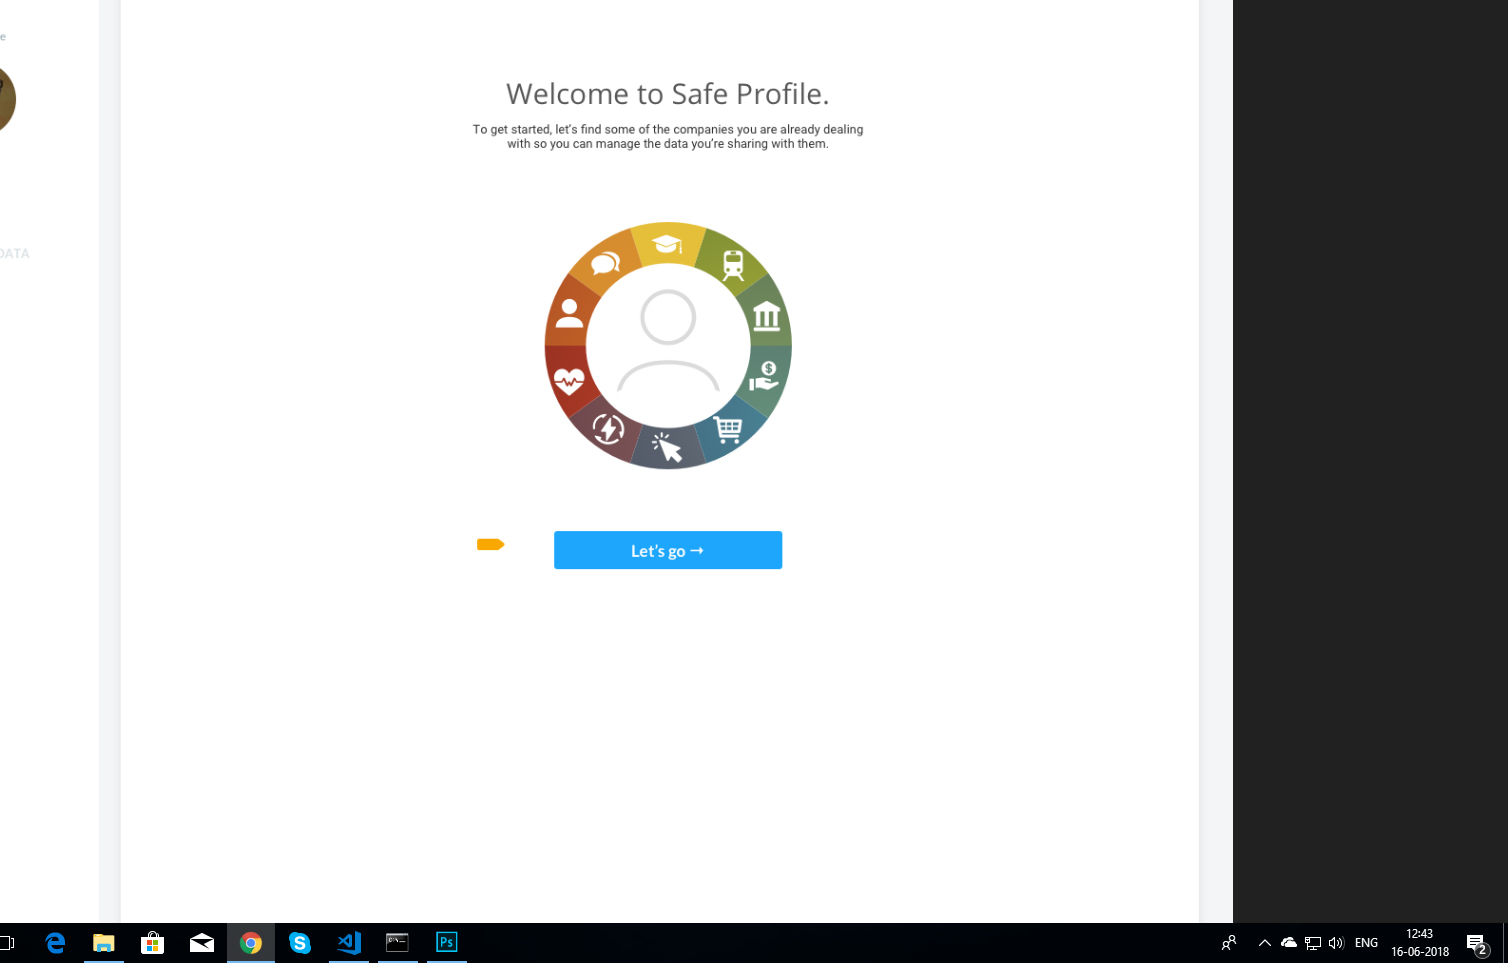 e
DATA
Welcome to Safe Profile.
To get started, let's find some of the companies you are already dealing
with so you can manage the data you're sharing with them.
$
Let's go →
Ps
ENG
12:43
16-06-2018
2